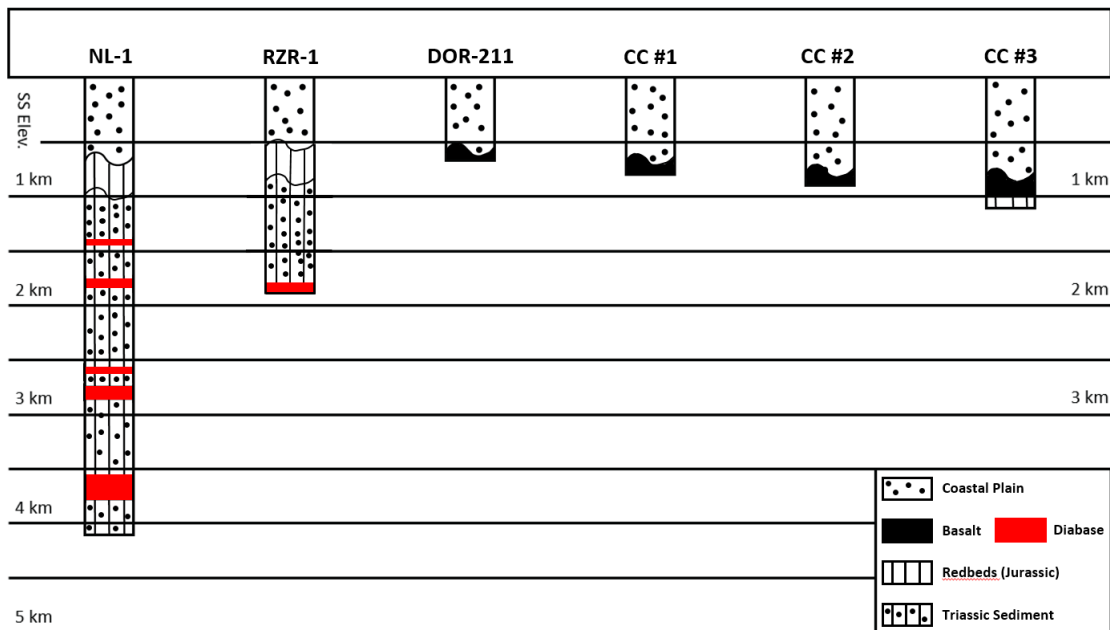 NL-1 RZR-1 DOR-211 CC #1 CC #2 CC #3
SS Elev.
1 km 1 km
2 km 2 km
3 km 3 km
4 km
5 km
Coastal Plain
Basalt Diabase
Redbeds (Jurassic)
Triassic Sediment